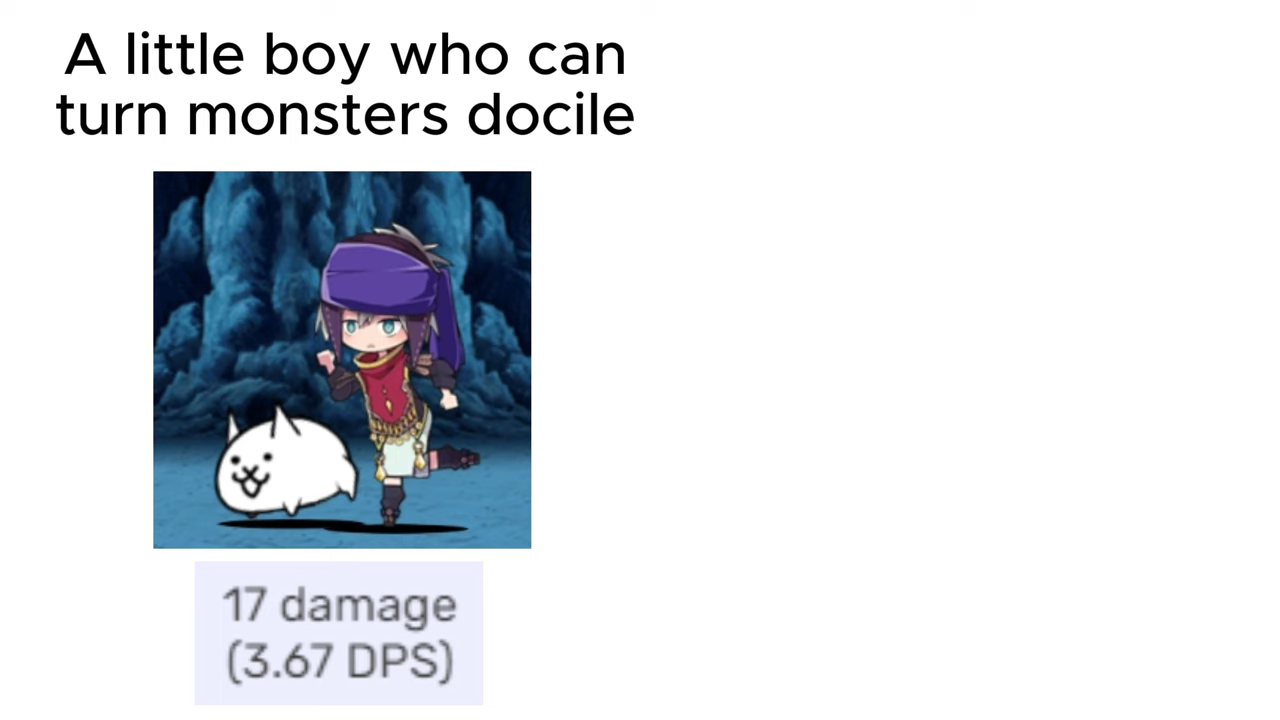 A little boy who can
turn monsters docile
17 damage
(3.67 DPS)